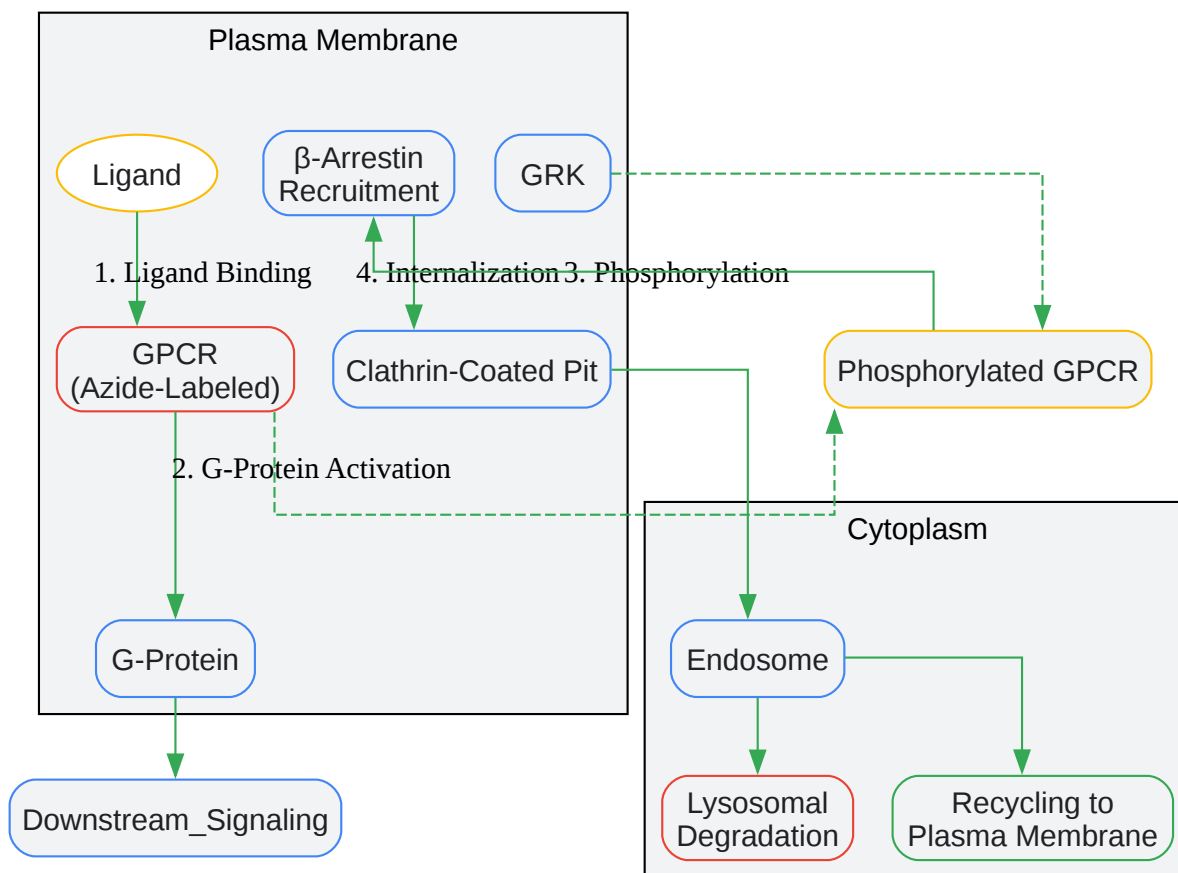 Plasma Membrane
Ligand
β-Arrestin
Recruitment
GRK
1. Ligand Binding
4. Internalization
3. Phosphorylation
GPCR
(Azide-Labeled)
Clathrin-Coated Pit
Phosphorylated GPCR
2. G-Protein Activation
Cytoplasm
G-Protein
Endosome
Downstream_Signaling
Lysosomal
Degradation
Recycling to
Plasma Membrane